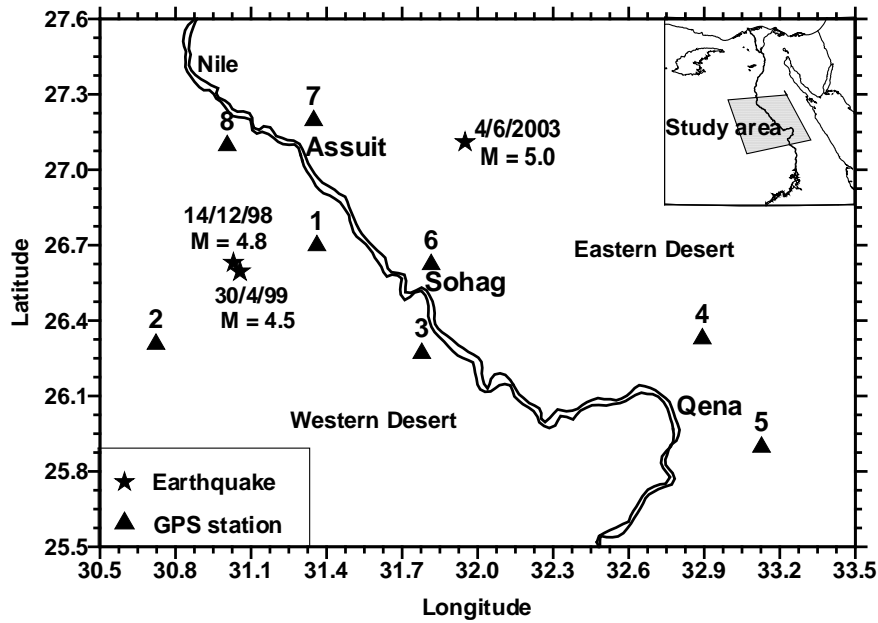 27.6
27.3
27.0
26.7
26.4
26.1
25.8
25.5
Latitude
Nile
7
8
Assuit
4/6/2003
M = 5.0
Study area
14/12/98
M = 4.8
1
6
Sohag
Eastern Desert
30/4/99
M = 4.5
2
3
4
Western Desert
Qena
5
Earthquake
GPS station
30.5 30.8 31.1 31.4 31.7 32.0 32.3 32.6 32.9 33.2 33.5
Longitude